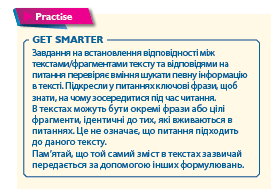 Practise
GET SMARTER
Завдання на встановлення відповідності між
текстами/фрагментами тексту та відповідями на
питання перевіряє вміння шукати певну інформацію
в тексті. Підкресли у питаннях ключові фрази, щоб
знати, на чому зосередитися під час читання.
В текстах можуть бути окремі фрази або цілі
фрагменти, ідентичні до тих, які вживаються в
питаннях. Це не означає, що питання підходить
до даного тексту.
Пам'ятай, що той самий зміст в текстах зазвичай
передається за допомогою інших формулювань.